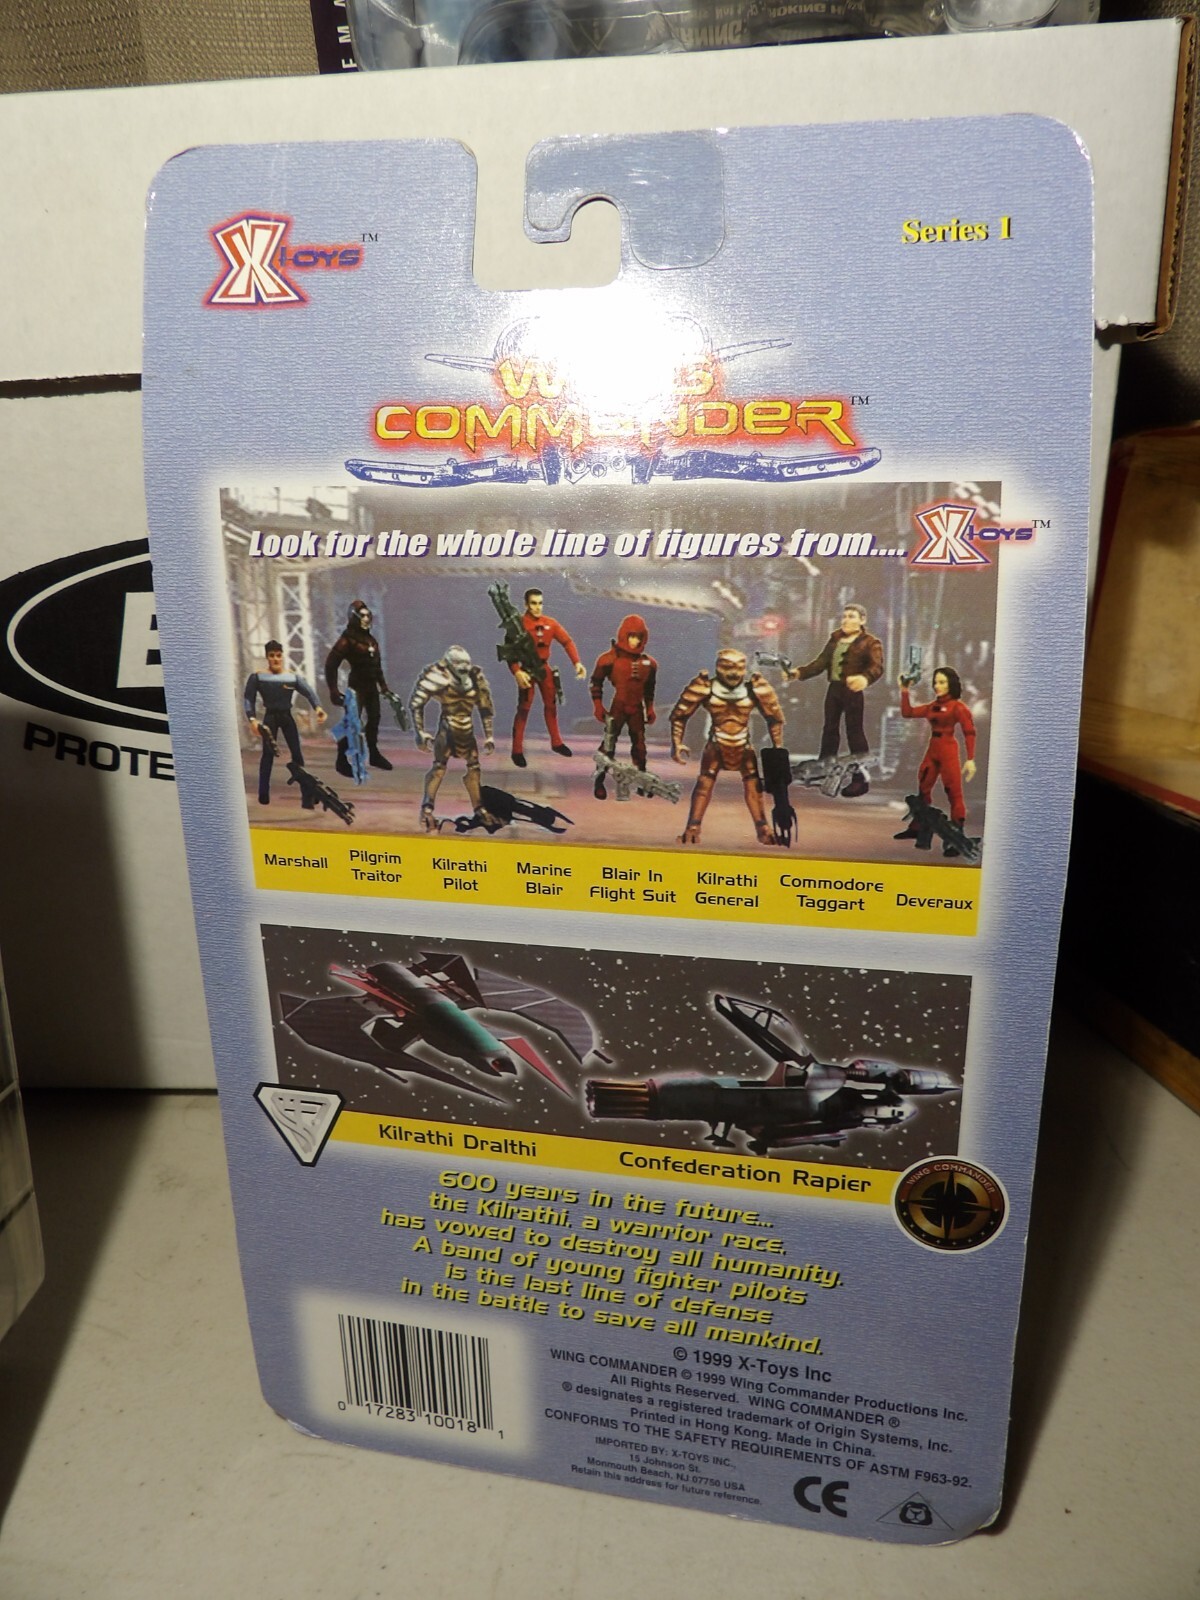 EMA
X TOYS™
Series 1
WING
COMMANDER™
Look for the whole line of figures from....
X TOYS™
PROTE
Marshall
Pilgrim
Traitor
Kilrathi
Pilot
Marine
Blair
Blair In
Flight Suit
Kilrathi
General
Commodore
Taggart
Deveraux
Kilrathi Dralthi
Confederation Rapier
WING COMMANDER
600 years in the future...
the Kilrathi, a warrior race,
has vowed to destroy all humanity.
A band of young fighter pilots
is the last line of defense
in the battle to save all mankind.
© 1999 X-Toys Inc
WING COMMANDER © 1999 Wing Commander Productions Inc.
All Rights Reserved. WING COMMANDER ®
® designates a registered trademark of Origin Systems, Inc.
Printed in Hong Kong. Made in China.
CONFORMS TO THE SAFETY REQUIREMENTS OF ASTM F963-92.
IMPORTED BY: X-TOYS INC.,
15 Johnson St.
Monmouth Beach, NJ 07750 USA
Retain this address for future reference.
0 17283 10018 1
CE